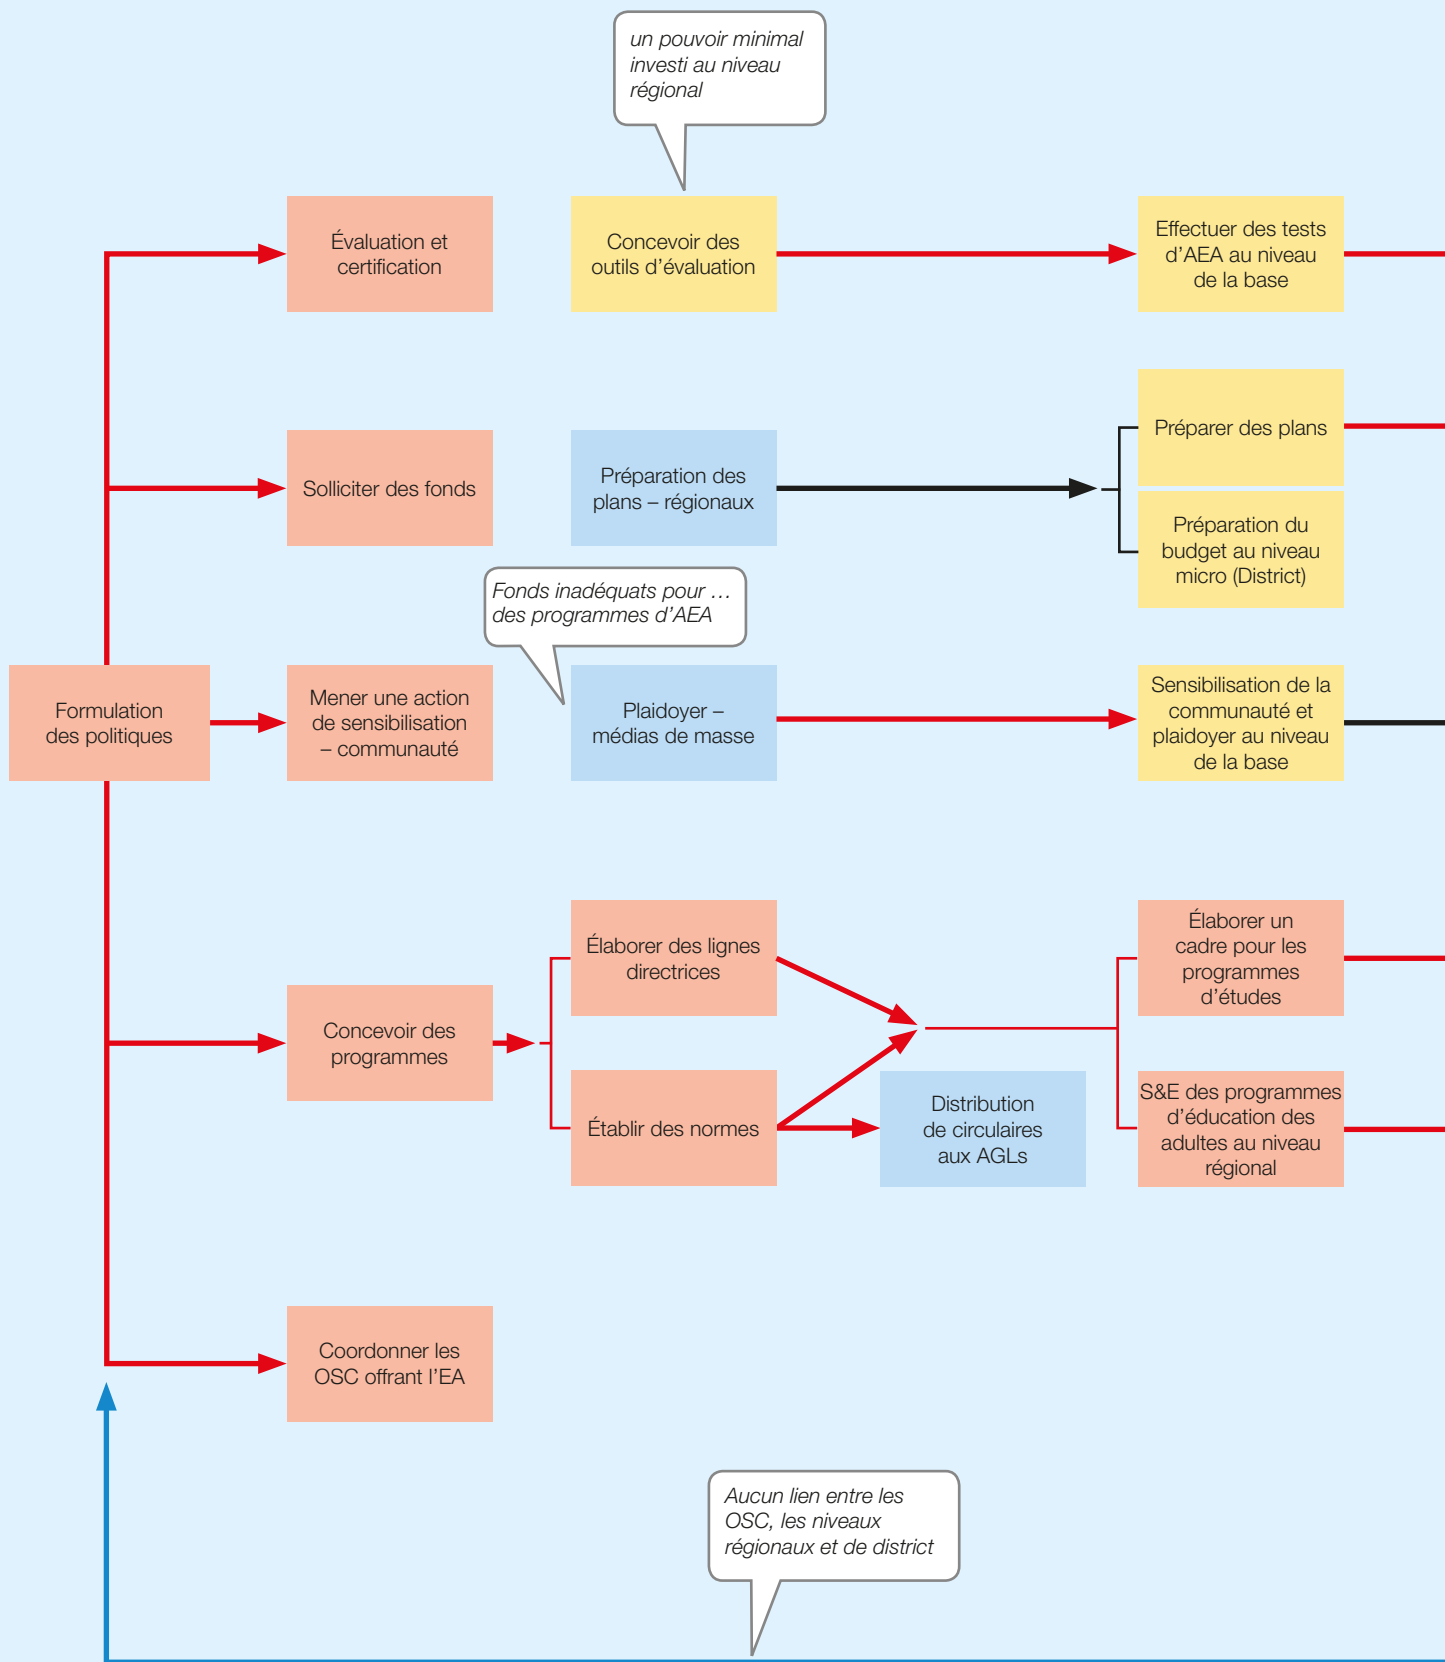 un pouvoir minimal
investi au niveau
régional
Évaluation et
certification
Concevoir des
outils d’évaluation
Effectuer des tests
d’AEA au niveau
de la base
Solliciter des fonds
Préparation des
plans – régionaux
Préparer des plans
Préparation du
budget au niveau
micro (District)
Fonds inadéquats pour …
des programmes d’AEA
Formulation
des politiques
Mener une action
de sensibilisation
– communauté
Plaidoyer –
médias de masse
Sensibilisation de la
communauté et
plaidoyer au niveau
de la base
Concevoir des
programmes
Élaborer des lignes
directrices
Établir des normes
Distribution
de circulaires
aux AGLs
Élaborer un
cadre pour les
programmes
d’études
S&E des programmes
d’éducation des
adultes au niveau
régional
Coordonner les
OSC offrant l’EA
Aucun lien entre les
OSC, les niveaux
régionaux et de district